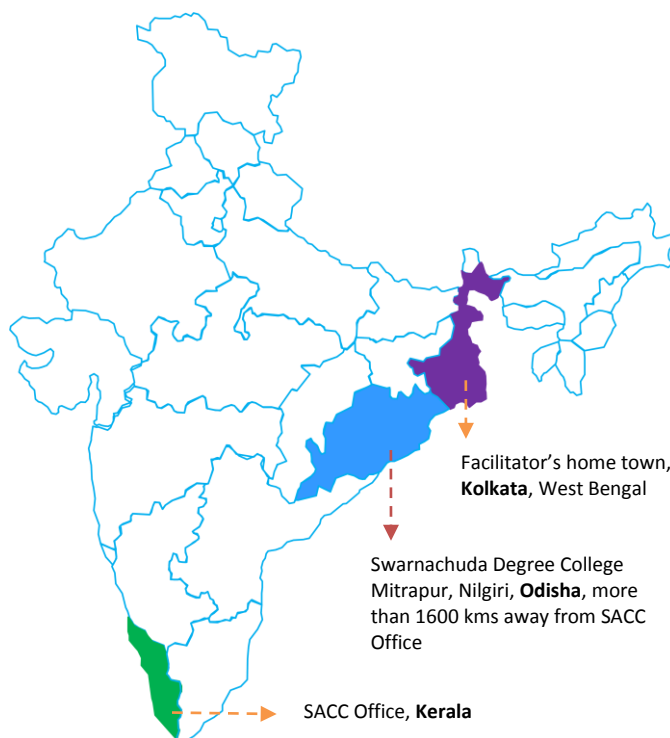 Facilitator’s home town,
Kolkata, West Bengal
Swarnachuda Degree College
Mitrapur, Nilgiri, Odisha, more
than 1600 kms away from SACC
Office
SACC Office, Kerala